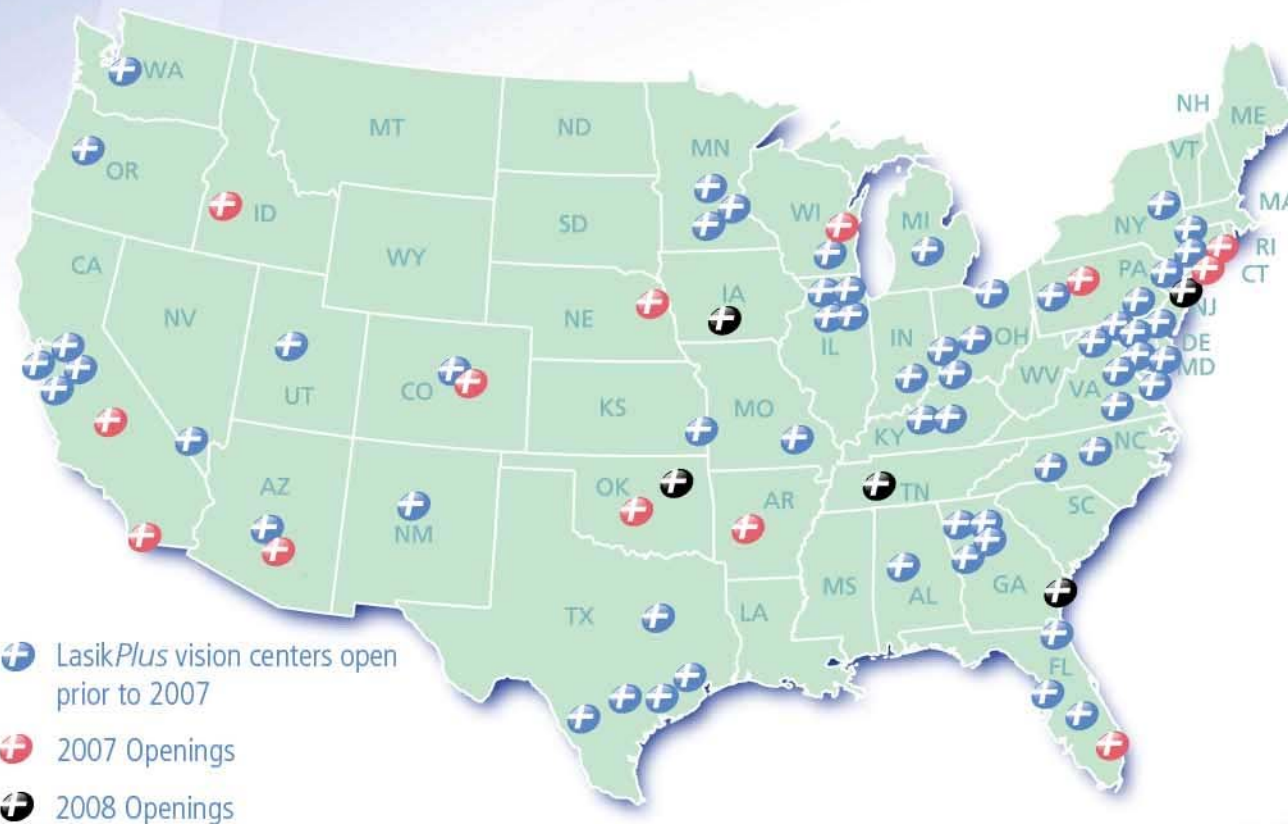 WA
MT
ND
MN
NH
ME
VT
OR
ID
SD
WI
MI
NY
MA
RI
CT
WY
CA
NV
NE
IA
PA
NJ
IL
IN
OH
DE
MD
UT
CO
KS
MO
WV
VA
KY
AZ
NM
OK
AR
TN
NC
SC
TX
LA
MS
AL
GA
FL
LasikPlus vision centers open
prior to 2007
2007 Openings
2008 Openings